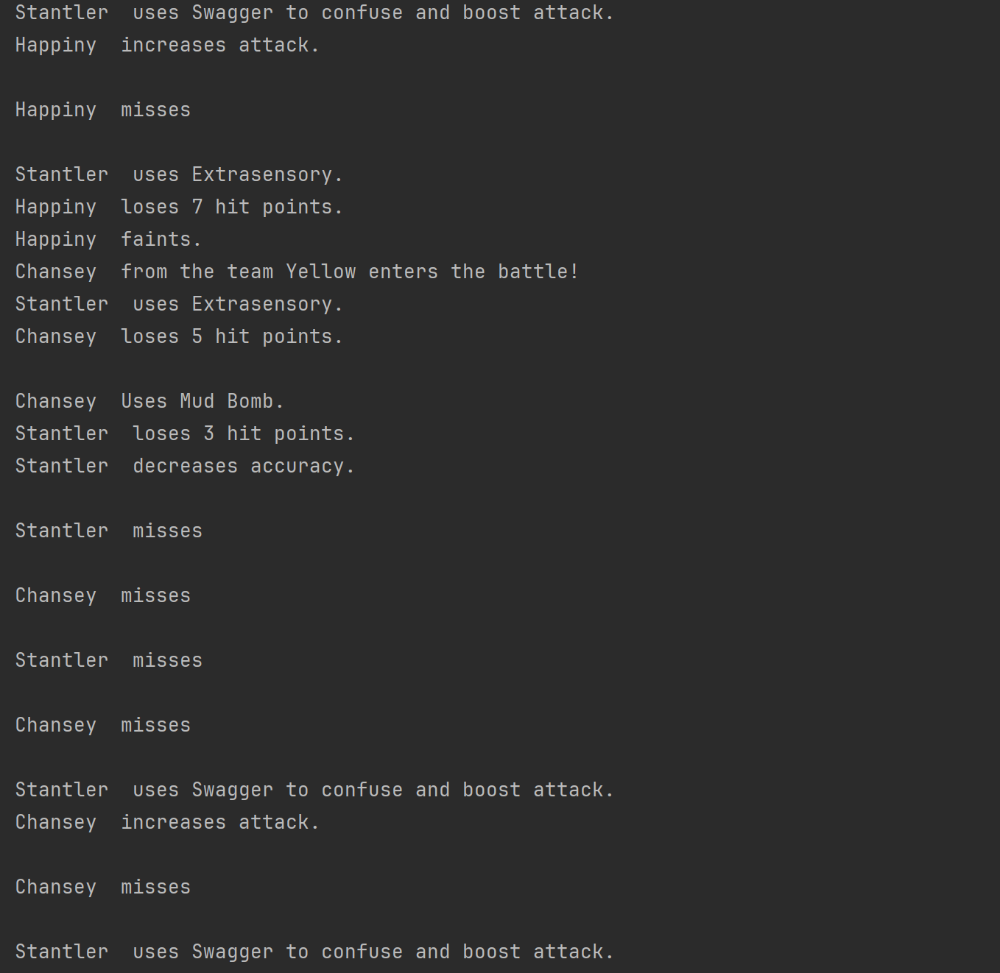 Stantler  uses Swagger to confuse and boost attack.
Happiny  increases attack.
Happiny  misses
Stantler  uses Extrasensory.
Happiny  loses 7 hit points.
Happiny  faints.
Chansey  from the team Yellow enters the battle!
Stantler  uses Extrasensory.
Chansey  loses 5 hit points.
Chansey  Uses Mud Bomb.
Stantler  loses 3 hit points.
Stantler  decreases accuracy.
Stantler  misses
Chansey  misses
Stantler  misses
Chansey  misses
Stantler  uses Swagger to confuse and boost attack.
Chansey  increases attack.
Chansey  misses
Stantler  uses Swagger to confuse and boost attack.